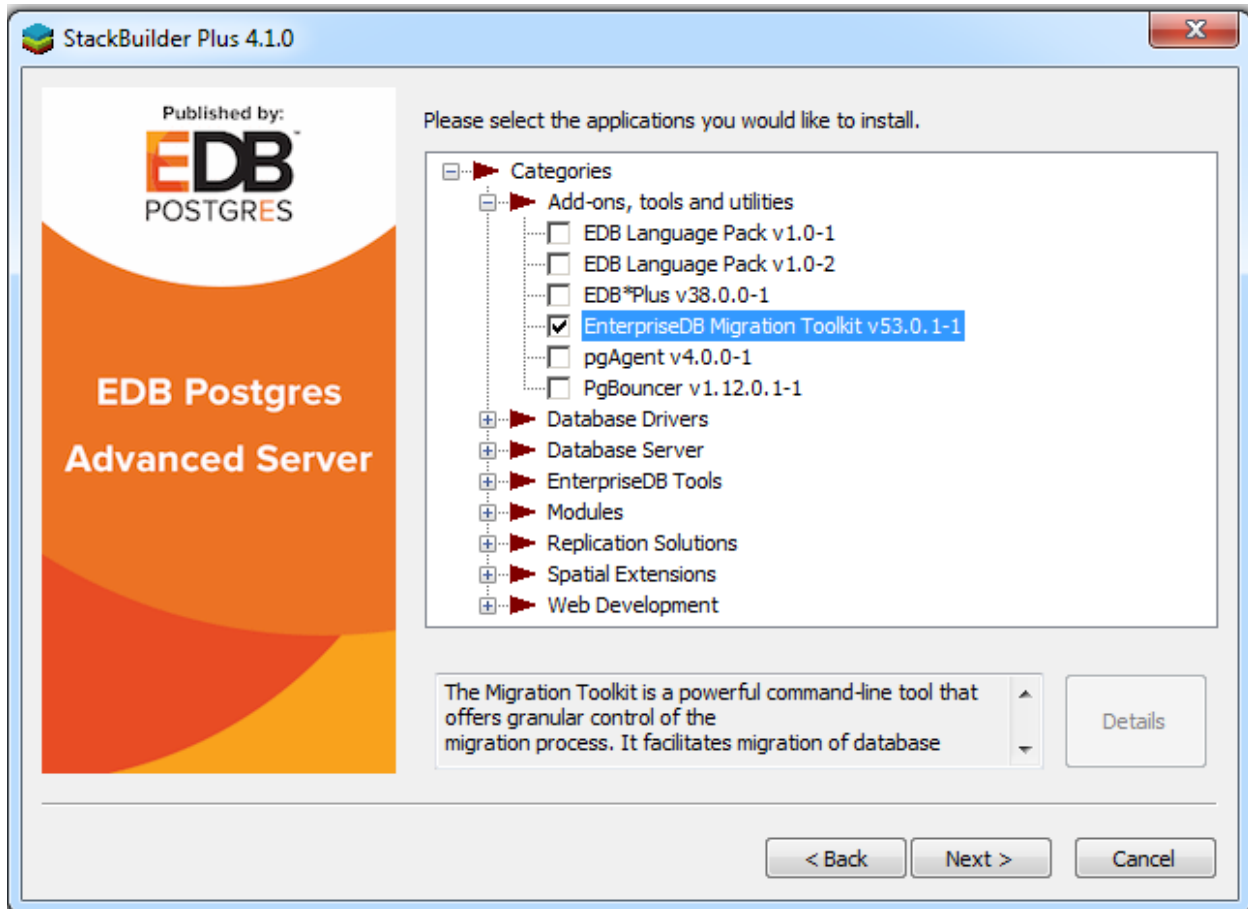 StackBuilder Plus 4.1.0
Published by:
EDB™
POSTGRES
EDB Postgres
Advanced Server
Please select the applications you would like to install.
Categories
Add-ons, tools and utilities
EDB Language Pack v1.0-1
EDB Language Pack v1.0-2
EDB*Plus v38.0.0-1
EnterpriseDB Migration Toolkit v53.0.1-1
pgAgent v4.0.0-1
PgBouncer v1.12.0.1-1
Database Drivers
Database Server
EnterpriseDB Tools
Modules
Replication Solutions
Spatial Extensions
Web Development
The Migration Toolkit is a powerful command-line tool that
offers granular control of the
migration process. It facilitates migration of database
Details
< Back
Next >
Cancel